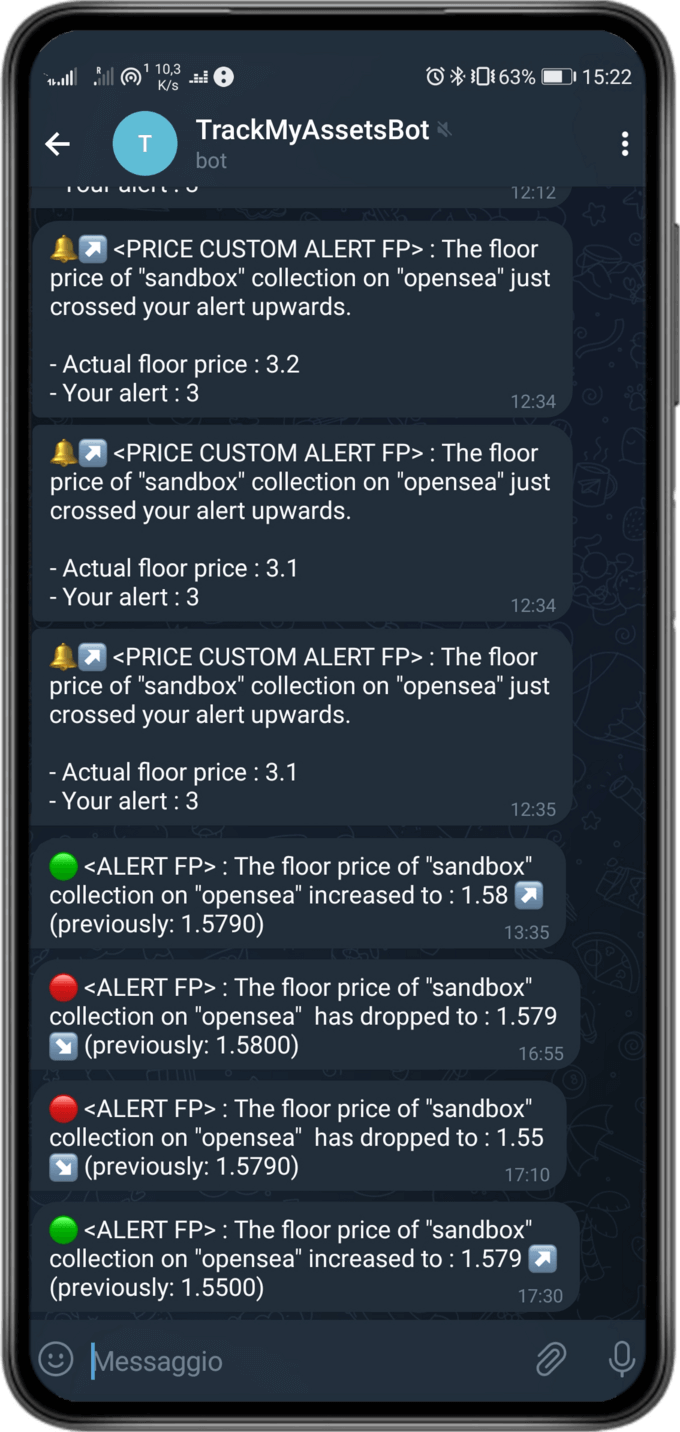 R
1 10,3
K/s
63%
15:22
T
TrackMyAssetsBot
bot
Your alert : 3
12:12
<PRICE CUSTOM ALERT FP> : The floor
price of "sandbox" collection on "opensea" just
crossed your alert upwards.
- Actual floor price : 3.2
- Your alert : 3
12:34
<PRICE CUSTOM ALERT FP> : The floor
price of "sandbox" collection on "opensea" just
crossed your alert upwards.
- Actual floor price : 3.1
- Your alert : 3
12:34
<PRICE CUSTOM ALERT FP> : The floor
price of "sandbox" collection on "opensea" just
crossed your alert upwards.
- Actual floor price : 3.1
- Your alert : 3
12:35
<ALERT FP> : The floor price of "sandbox"
collection on "opensea" increased to : 1.58
(previously: 1.5790)
13:35
<ALERT FP> : The floor price of "sandbox"
collection on "opensea"  has dropped to : 1.579
(previously: 1.5800)
16:55
<ALERT FP> : The floor price of "sandbox"
collection on "opensea"  has dropped to : 1.55
(previously: 1.5790)
17:10
<ALERT FP> : The floor price of "sandbox"
collection on "opensea" increased to : 1.579
(previously: 1.5500)
17:30
Messaggio